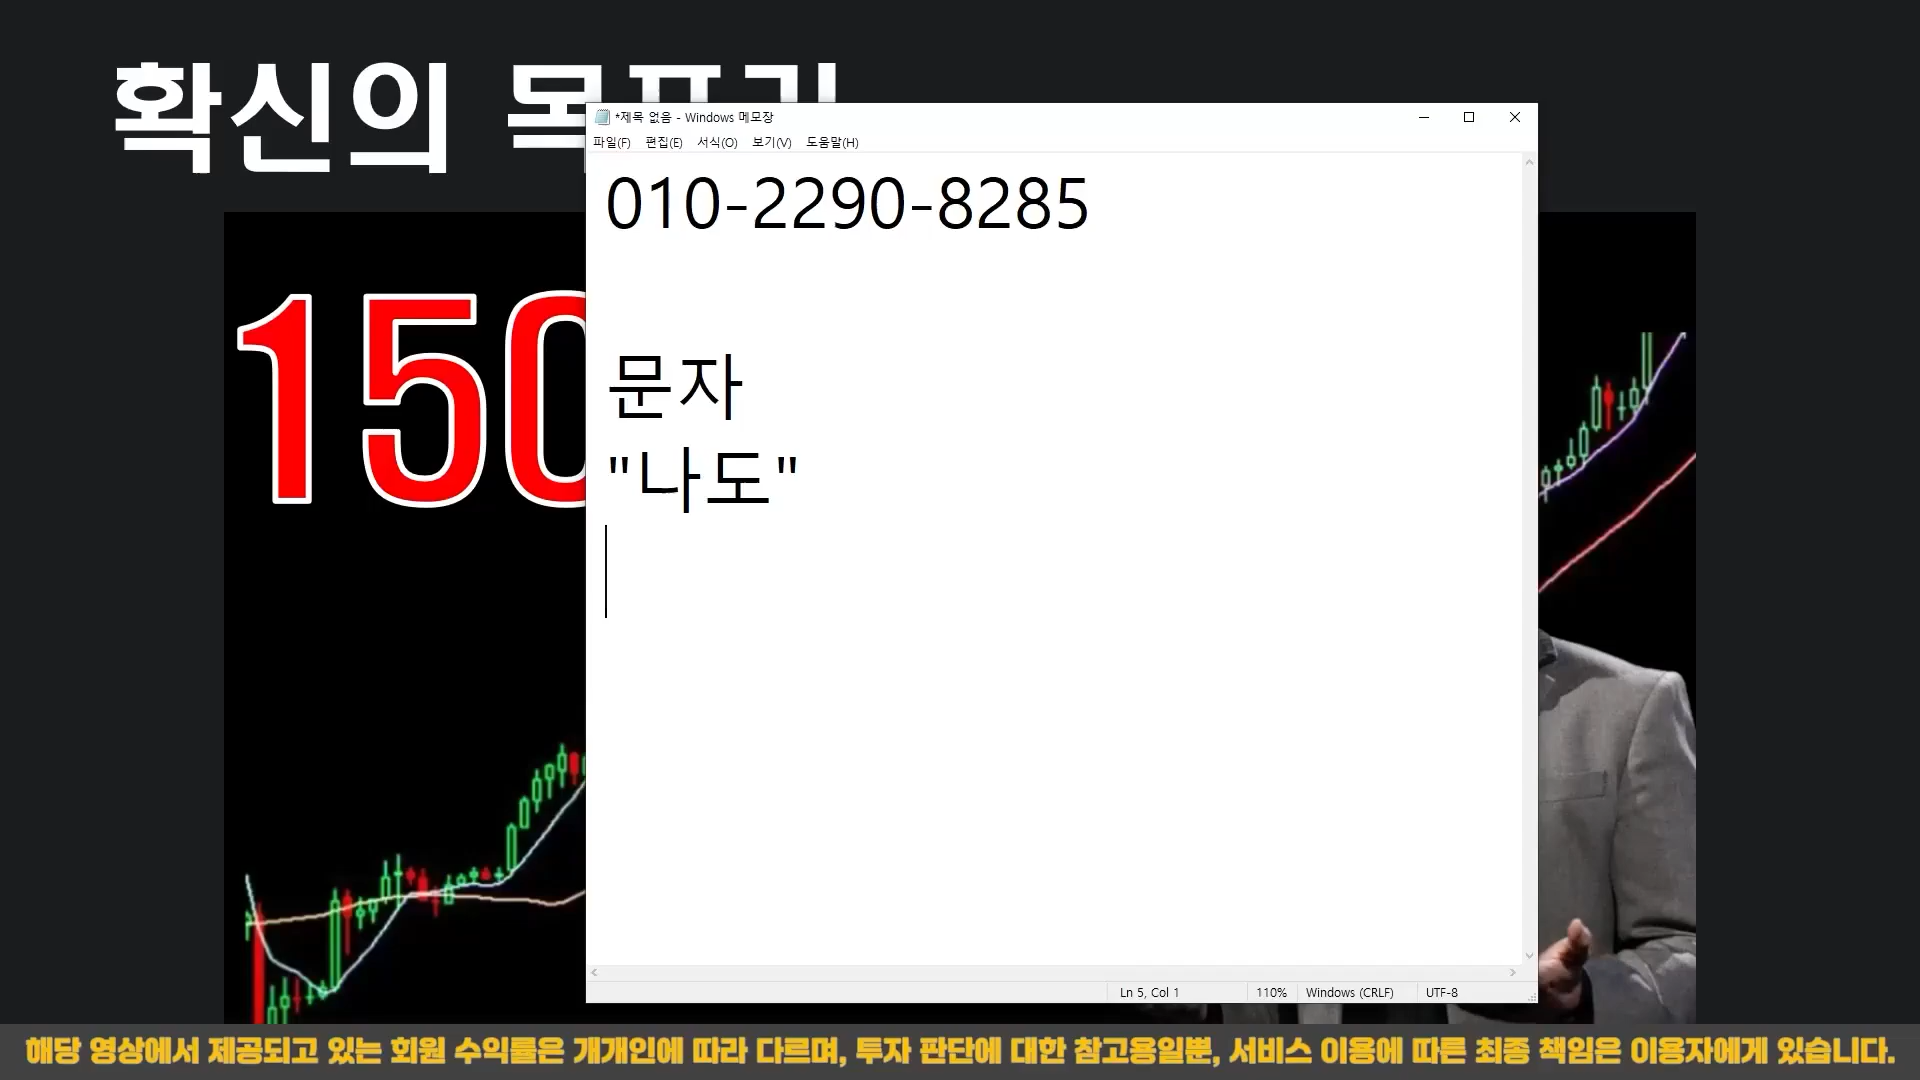 확신의
*제목 없음 - Windows 메모장
파일(F) 편집(E) 서식(O) 보기(V) 도움말(H)
010-2290-8285
150
문자
"나도"
Ln 5, Col 1 110% Windows (CRLF) UTF-8
해당 영상에서 제공되고 있는 회원 수익률은 개개인에 따라 다르며, 투자 판단에 대한 참고용일뿐, 서비스 이용에 따른 최종 책임은 이용자에게 있습니다.